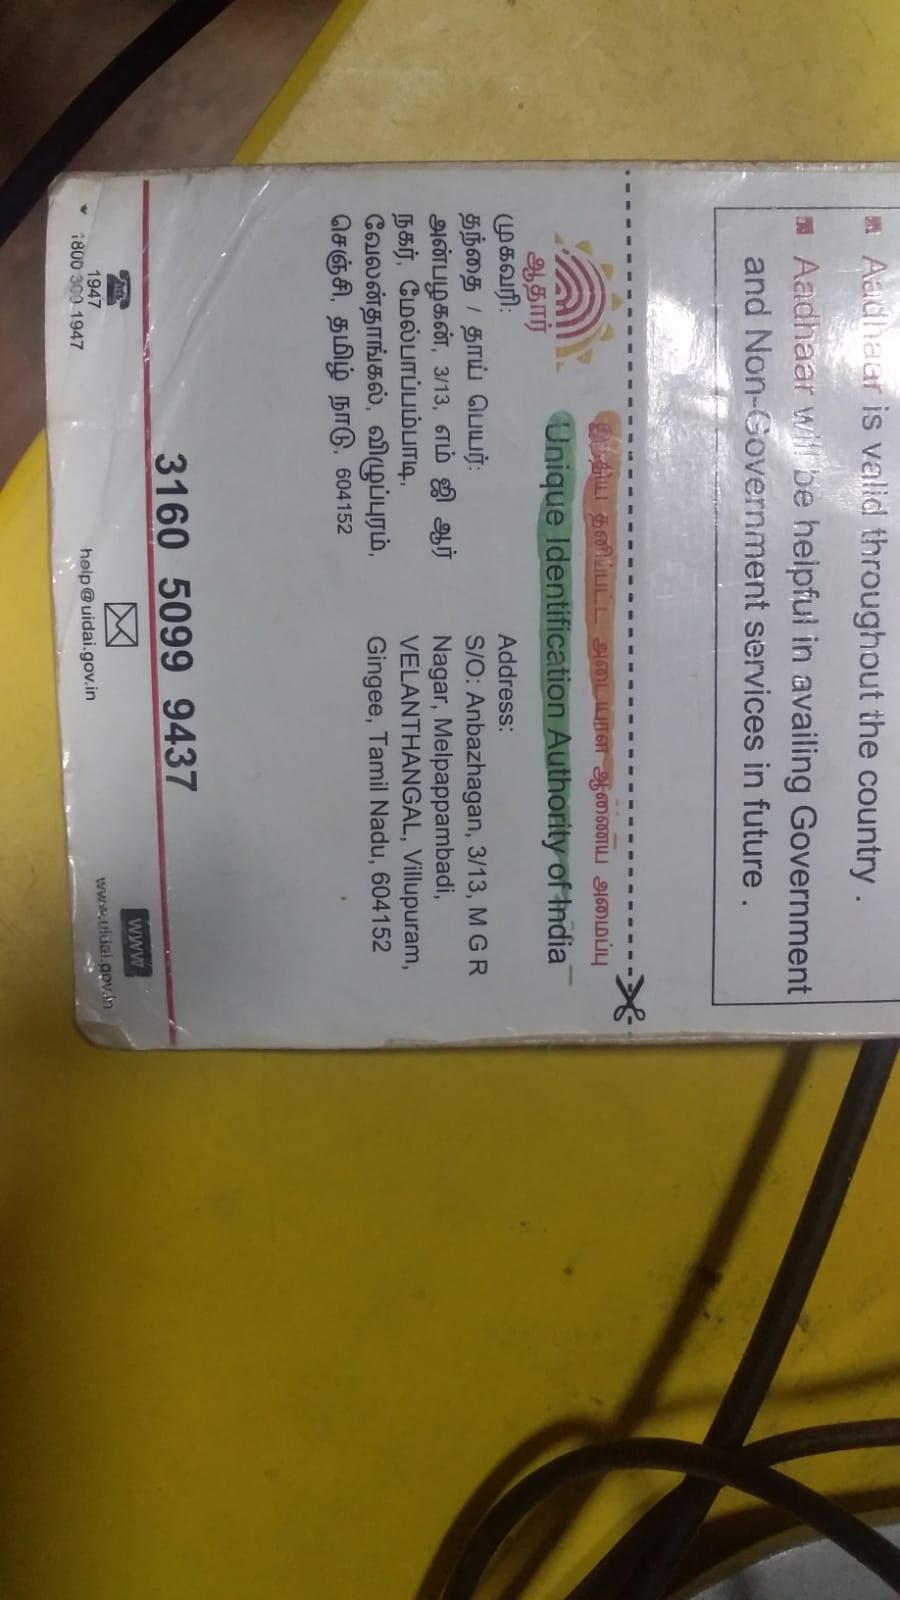 Aadhaar is valid throughout the country .
Aadhaar will be helpful in availing Government
and Non-Government services in future .
இந்திய தனிப்பட்ட அடையாள ஆணைய அமைப்பு
Unique Identification Authority of India
ஆதார்
முகவரி:
தந்தை / தாய் பெயர்:
அன்பழகன், 3/13, எம் ஜி ஆர்
நகர், மேல்பாப்பம்பாடி,
வேலன்தாங்கல், விழுப்புரம்,
செஞ்சி, தமிழ் நாடு, 604152
Address:
S/O: Anbazhagan, 3/13, M G R
Nagar, Melpappambadi,
VELANTHANGAL, Villupuram,
Gingee, Tamil Nadu, 604152
3160 5099 9437
1947
1800 300 1947
help@uidai.gov.in
WWW
www.uidai.gov.in